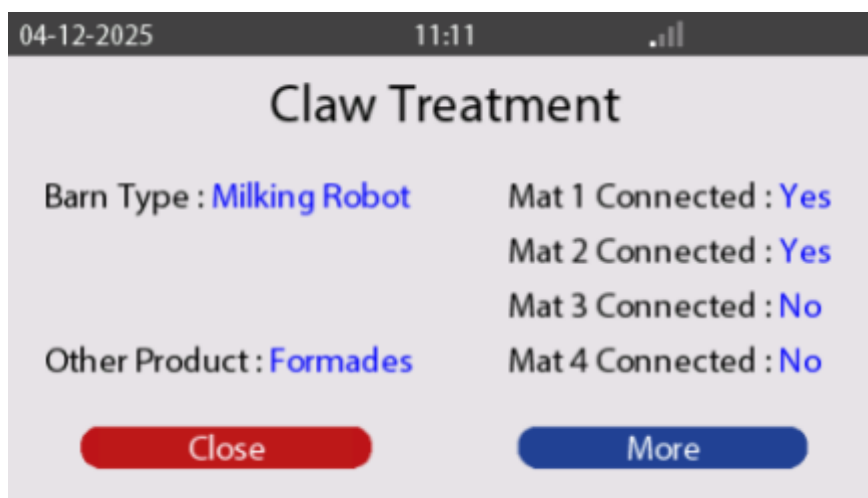 04-12-2025 11:11
Claw Treatment
Barn Type : Milking Robot Mat 1 Connected : Yes
Mat 2 Connected : Yes
Mat 3 Connected : No
Other Product : Formades Mat 4 Connected : No
Close More